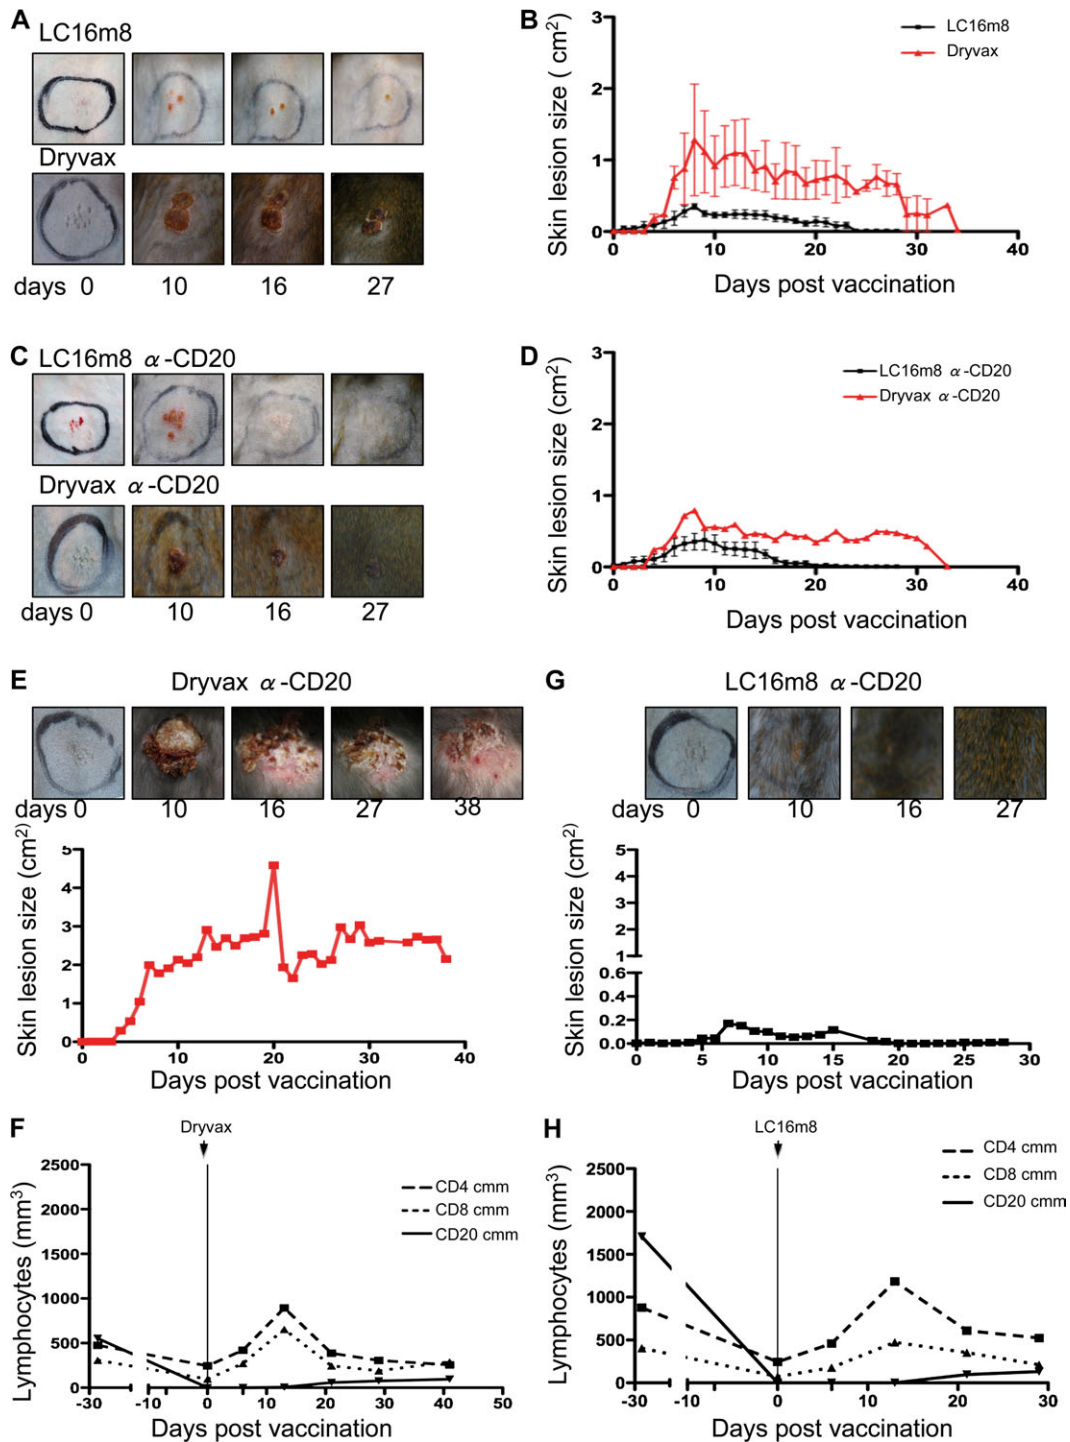 A
LC16m8
Dryvax
days 0 10 16 27
B
Skin lesion size ( cm2)
3
2
1
0
0 10 20 30 40
Days post vaccination
LC16m8
Dryvax
C
LC16m8 α-CD20
Dryvax α-CD20
days 0 10 16 27
D
Skin lesion size (cm2)
3
2
1
0
0 10 20 30 40
Days post vaccination
LC16m8 α-CD20
Dryvax α-CD20
E
Dryvax α-CD20
days 0 10 16 27 38
Skin lesion size (cm2)
5
4
3
2
1
0
0 10 20 30 40
Days post vaccination
G
LC16m8 α-CD20
days 0 10 16 27
Skin lesion size (cm2)
5
4
3
2
1
0.6
0.4
0.2
0.0
0 5 10 15 20 25 30
Days post vaccination
F
Dryvax
Lymphocytes (mm3)
2500
2000
1500
1000
500
0
-30 -10 0 10 20 30 40 50
Days post vaccination
CD4 cmm
CD8 cmm
CD20 cmm
H
LC16m8
Lymphocytes (mm3)
2500
2000
1500
1000
500
0
-30 -10 0 10 20 30
Days post vaccination
CD4 cmm
CD8 cmm
CD20 cmm